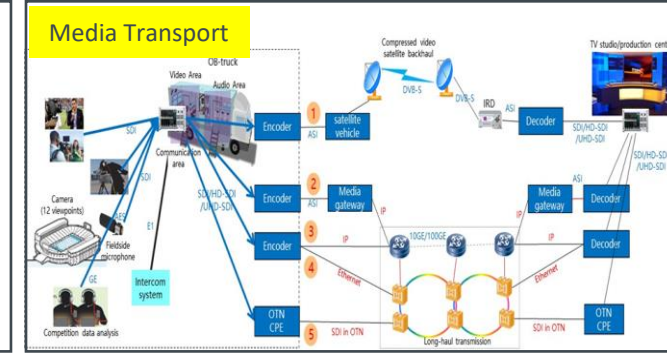 Media Transport
OB-truck
Video Area
Audio Area
Compressed video
satellite backhaul
TV studio/production cent
DVB-S
DVB-S
IRD
ASI
Encoder
1
ASI
satellite
vehicle
Decoder
SDI/HD-SDI
/UHD-SDI
SDI
SDI
Communication
area
SDI/HD-SDI
/UHD-SDI
SDI/HD-SDI
/UHD-SDI
Camera
(12 viewpoints)
AES
E1
Encoder
2
ASI
Media
gateway
IP
Media
gateway
ASI
Decoder
IP
Fieldside
microphone
GE
Encoder
3
IP
10GE/100GE
IP
Decoder
4
Ethernet
Ethernet
Intercom
system
Competition data analysis
OTN
CPE
5
SDI in OTN
Long-haul transmission
SDI in OTN
OTN
CPE